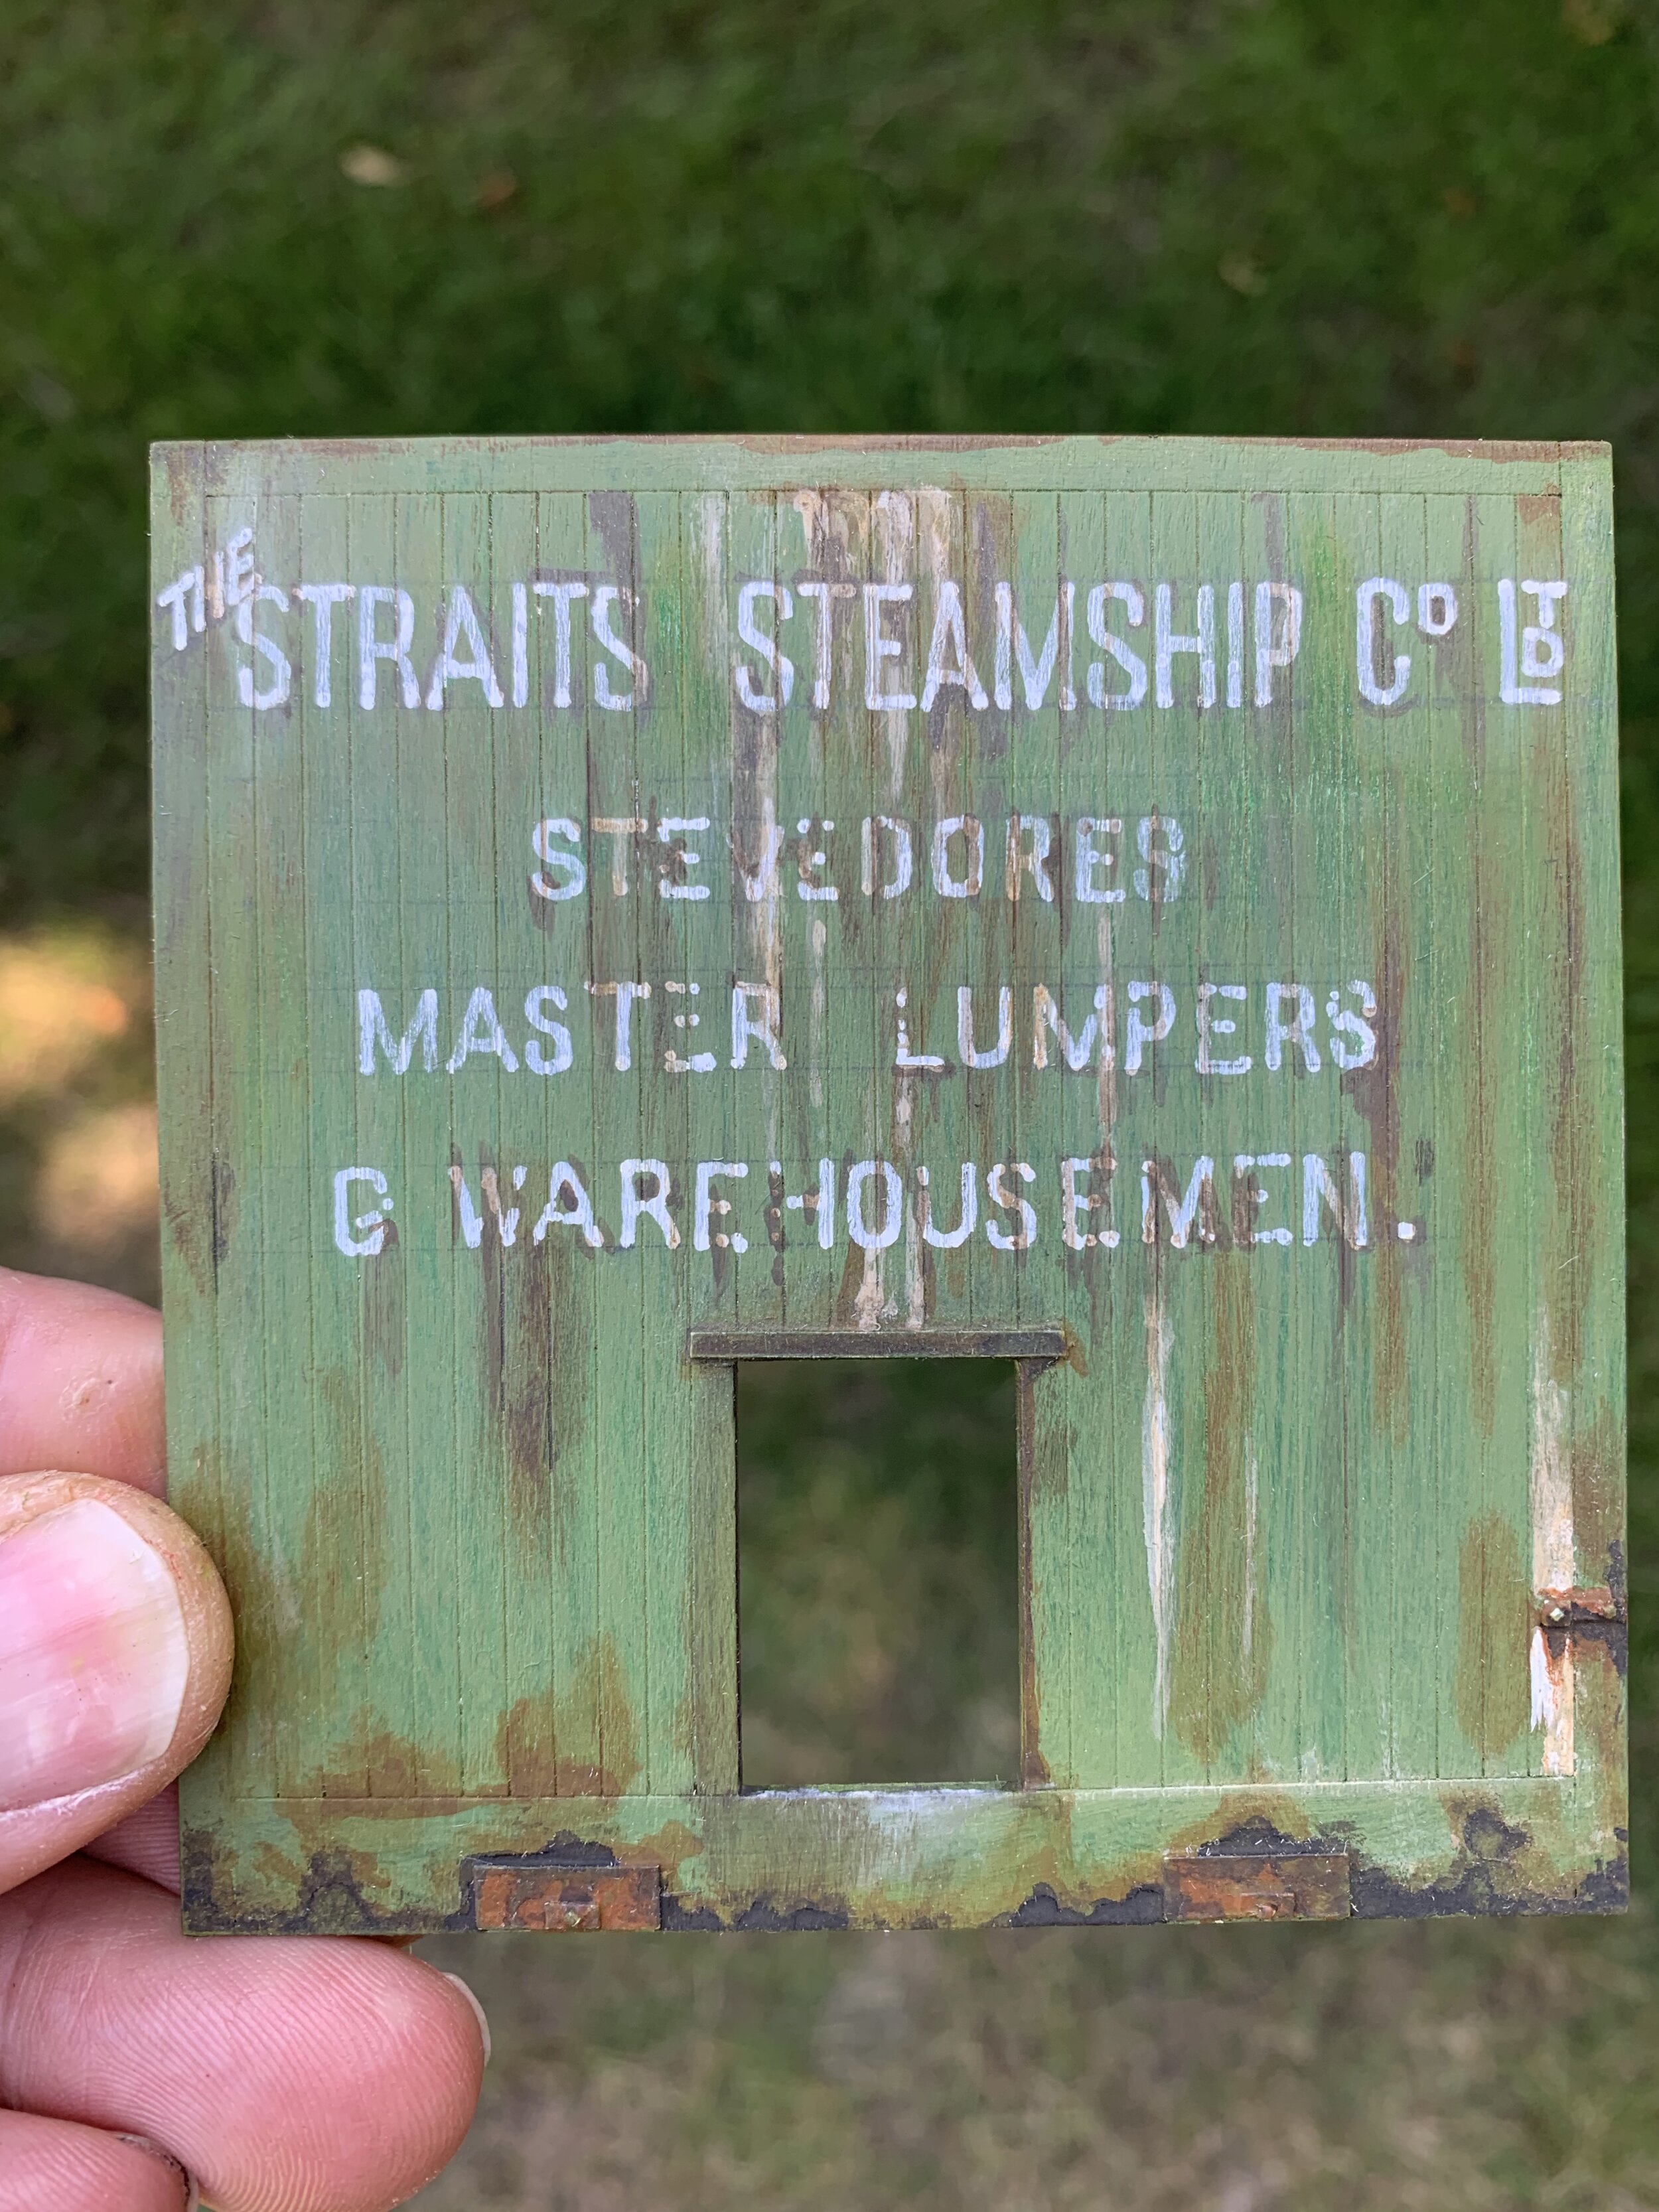 THE STRAITS STEAMSHIP Co LTD
STEVEDORES
MASTER LUMPERS
& WAREHOUSEMEN.